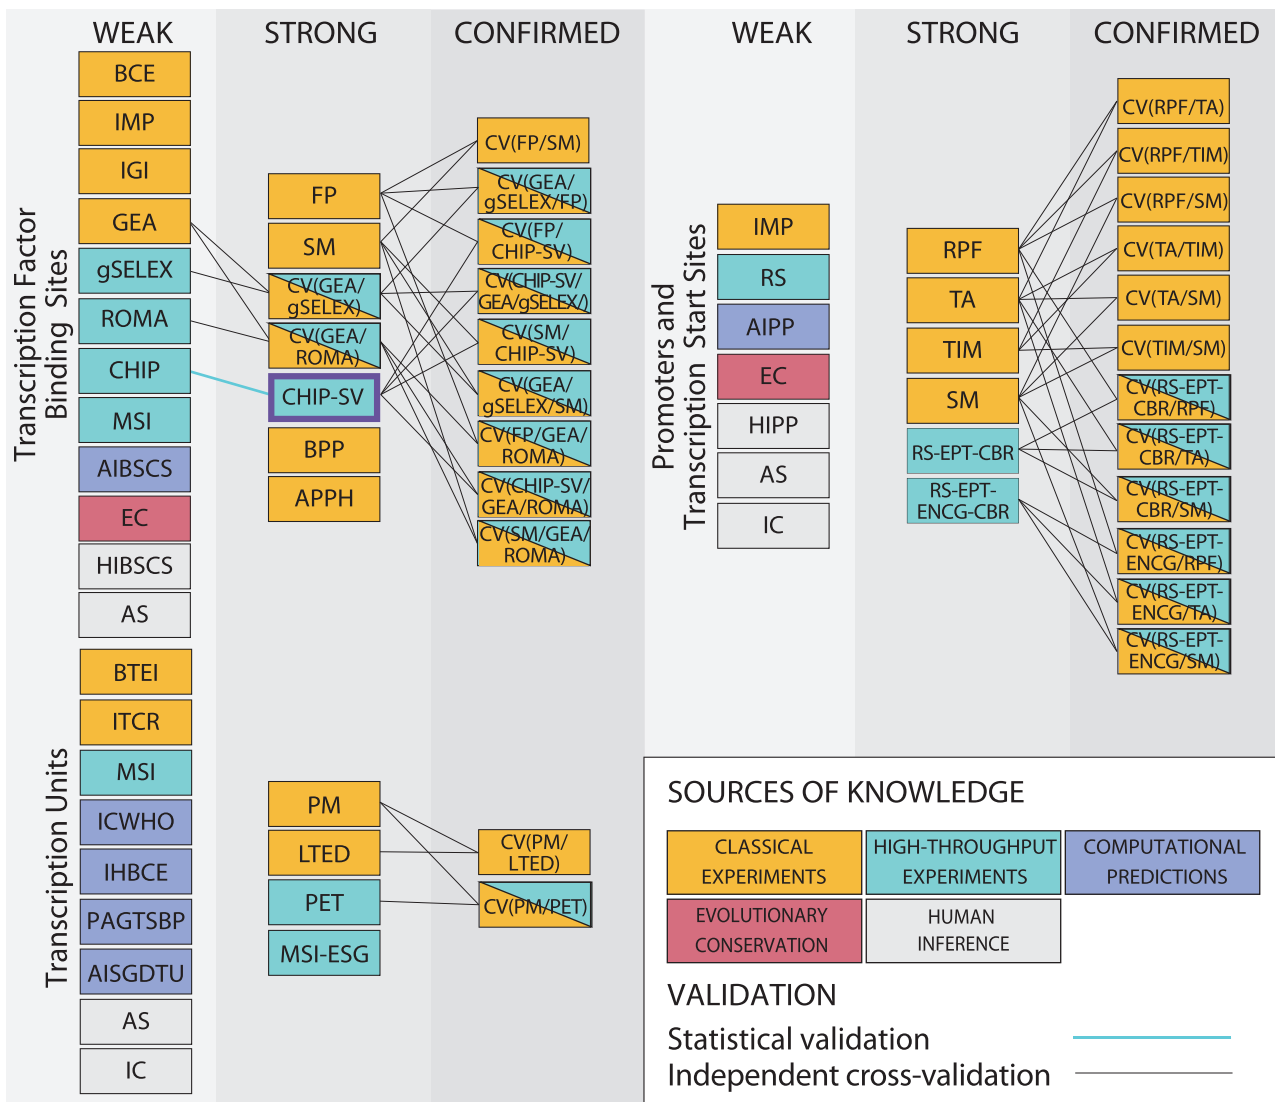 WEAK
STRONG
CONFIRMED
Transcription Factor
Binding Sites
BCE
IMP
IGI
GEA
gSELEX
ROMA
CHIP
MSI
AIBSCS
EC
HIBSCS
AS
FP
SM
CV(GEA/
gSELEX)
CV(GEA/
ROMA)
CHIP-SV
BPP
APPH
CV(FP/SM)
CV(GEA/
gSELEX/FP)
CV(FP/
CHIP-SV)
CV(CHIP-SV/
GEA/gSELEX/)
CV(SM/
CHIP-SV)
CV(GEA/
gSELEX/SM)
CV(FP/GEA/
ROMA)
CV(CHIP-SV/
GEA/ROMA)
CV(SM/GEA/
ROMA)
Transcription Units
BTEI
ITCR
MSI
ICWHO
IHBCE
PAGTSBP
AISGDTU
AS
IC
PM
LTED
PET
MSI-ESG
CV(PM/
LTED)
CV(PM/PET)
WEAK
STRONG
CONFIRMED
Promoters and
Transcription Start Sites
IMP
RS
AIPP
EC
HIPP
AS
IC
RPF
TA
TIM
SM
RS-EPT-CBR
RS-EPT-
ENCG-CBR
CV(RPF/TA)
CV(RPF/TIM)
CV(RPF/SM)
CV(TA/TIM)
CV(TA/SM)
CV(TIM/SM)
CV(RS-EPT-
CBR/RPF)
CV(RS-EPT-
CBR/TA)
CV(RS-EPT-
CBR/SM)
CV(RS-EPT-
ENCG/RPF)
CV(RS-EPT-
ENCG/TA)
CV(RS-EPT-
ENCG/SM)
SOURCES OF KNOWLEDGE
CLASSICAL
EXPERIMENTS
HIGH-THROUGHPUT
EXPERIMENTS
COMPUTATIONAL
PREDICTIONS
EVOLUTIONARY
CONSERVATION
HUMAN
INFERENCE
VALIDATION
Statistical validation
Independent cross-validation